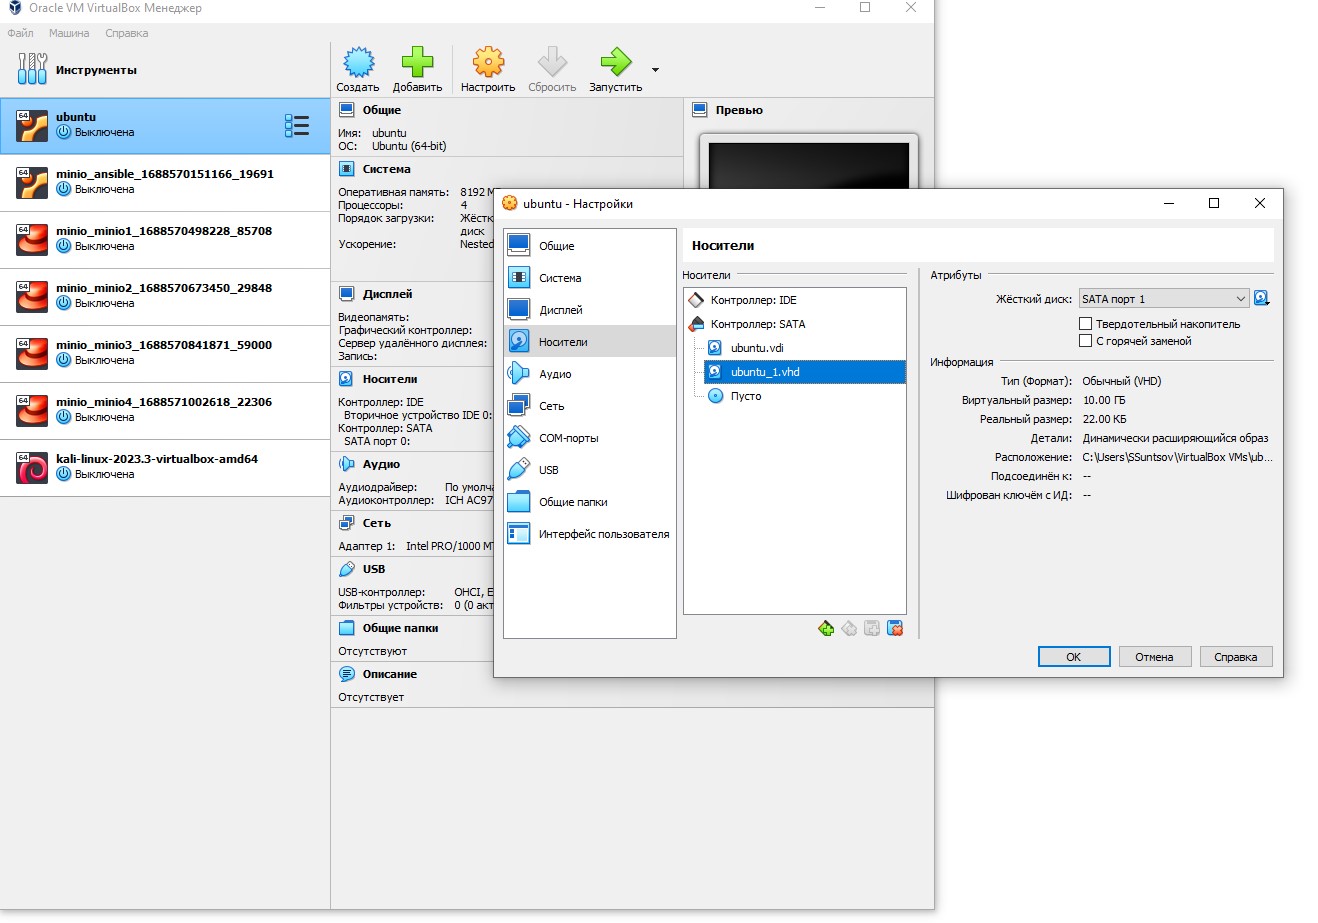 Oracle VM VirtualBox Менеджер
Файл Машина Справка
Инструменты
Создать Добавить Настроить Сбросить Запустить
64
ubuntu
Выключена
64
minio_ansible_1688570151166_19691
Выключена
64
minio_minio1_1688570498228_85708
Выключена
64
minio_minio2_1688570673450_29848
Выключена
64
minio_minio3_1688570841871_59000
Выключена
64
minio_minio4_1688571002618_22306
Выключена
64
kali-linux-2023.3-virtualbox-amd64
Выключена
Общие
Имя: ubuntu
ОС: Ubuntu (64-bit)
Превью
Система
Оперативная память: 8192 М
Процессоры: 4
Порядок загрузки: Жёстк
диск
Ускорение: Nested
Дисплей
Видеопамять:
Графический контроллер:
Сервер удалённого дисплея:
Запись:
Носители
Контроллер: IDE
Вторичное устройство IDE 0:
Контроллер: SATA
SATA порт 0:
Аудио
Аудиодрайвер: По умолча
Аудиоконтроллер: ICH AC97
Сеть
Адаптер 1: Intel PRO/1000 MT
USB
USB-контроллер: OHCI, E
Фильтры устройств: 0 (0 акт
Общие папки
Отсутствуют
Описание
Отсутствует
ubuntu - Настройки
Общие
Система
Дисплей
Носители
Аудио
Сеть
COM-порты
USB
Общие папки
Интерфейс пользователя
Носители
Носители
Контроллер: IDE
Контроллер: SATA
ubuntu.vdi
ubuntu_1.vhd
Пусто
Атрибуты
Жёсткий диск: SATA порт 1
Твердотельный накопитель
С горячей заменой
Информация
Тип (Формат): Обычный (VHD)
Виртуальный размер: 10.00 ГБ
Реальный размер: 22.00 КБ
Детали: Динамически расширяющийся образ
Расположение: C:\Users\SSuntsov\VirtualBox VMs\ub...
Подсоединён к: --
Шифрован ключём с ИД: --
OK Отмена Справка